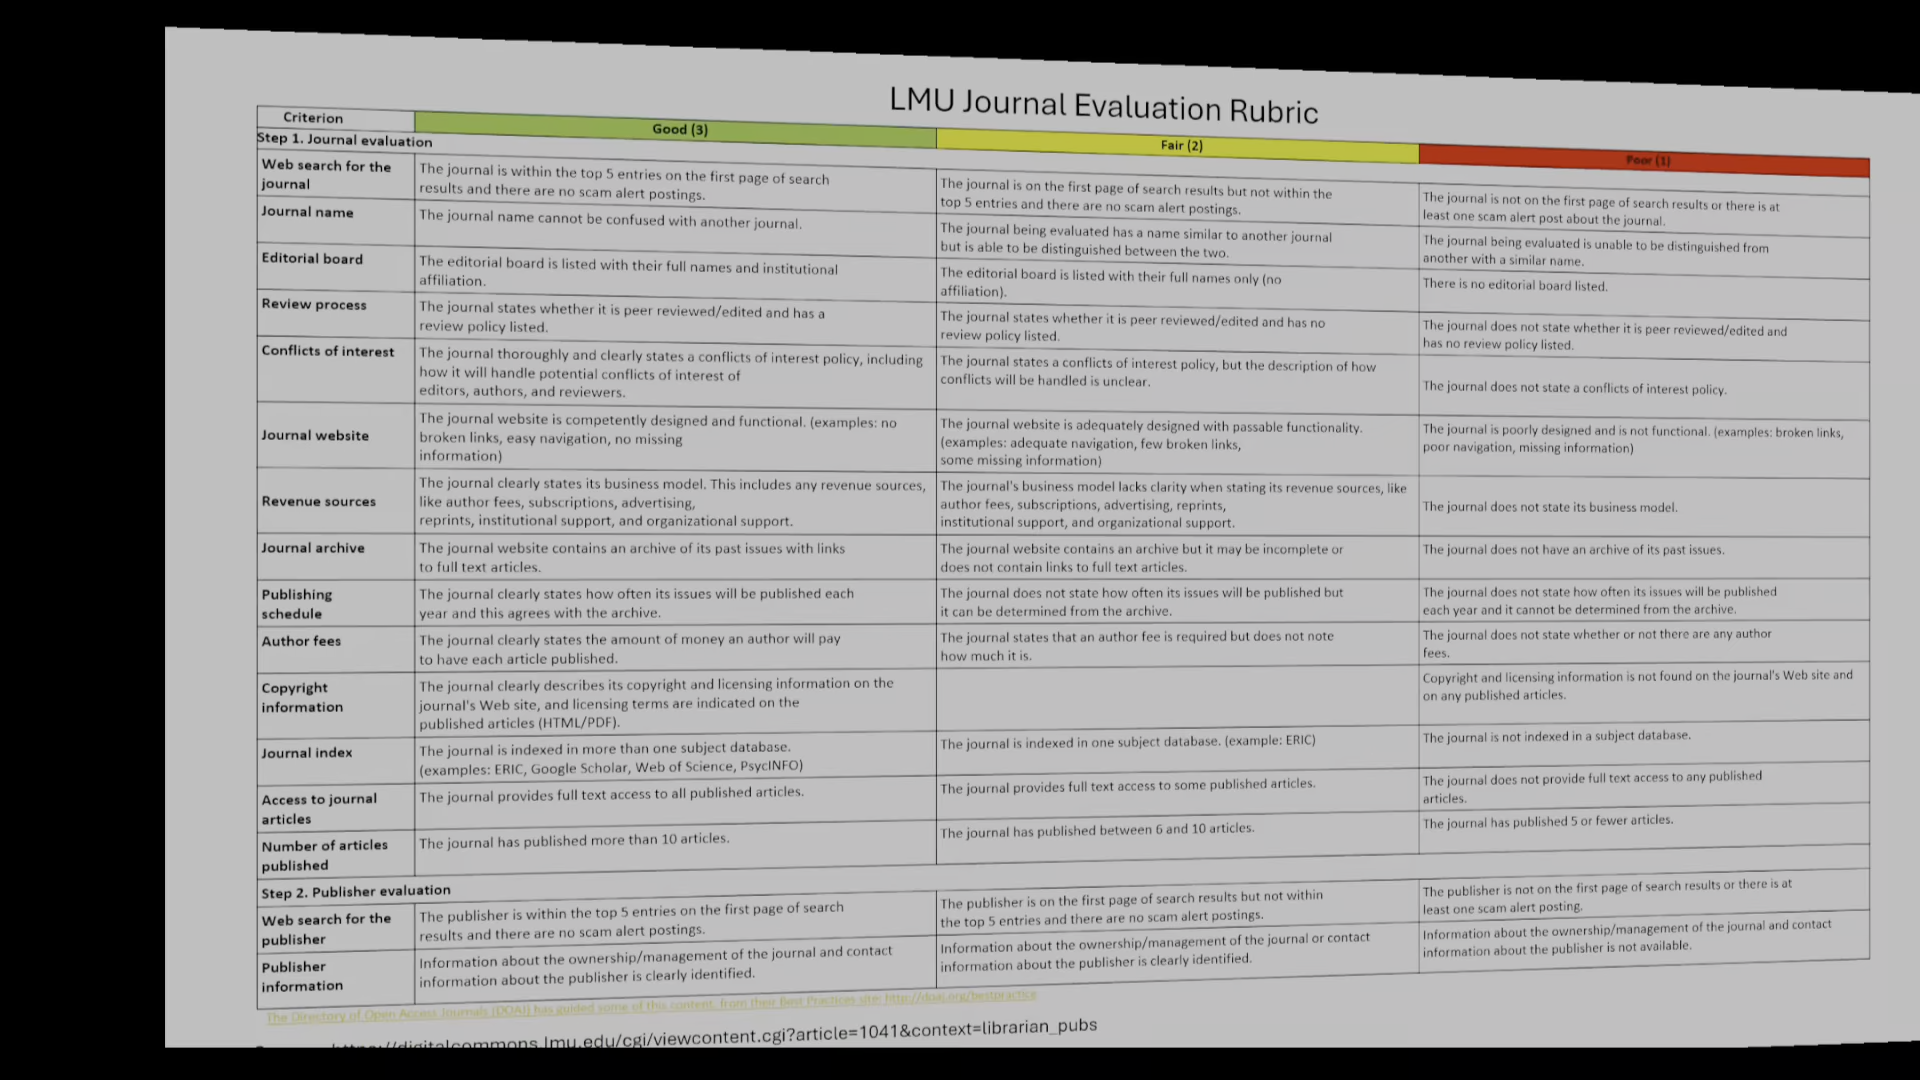 LMU Journal Evaluation Rubric
Criterion
Good (3)
Fair (2)
Poor (1)
Step 1. Journal evaluation
Web search for the
journal
The journal is within the top 5 entries on the first page of search
results and there are no scam alert postings.
The journal is on the first page of search results but not within the
top 5 entries and there are no scam alert postings.
The journal is not on the first page of search results or there is at
least one scam alert post about the journal.
Journal name
The journal name cannot be confused with another journal.
The journal being evaluated has a name similar to another journal
but is able to be distinguished between the two.
The journal being evaluated is unable to be distinguished from
another with a similar name.
Editorial board
The editorial board is listed with their full names and institutional
affiliation.
The editorial board is listed with their full names only (no
affiliation).
There is no editorial board listed.
Review process
The journal states whether it is peer reviewed/edited and has a
review policy listed.
The journal states whether it is peer reviewed/edited and has no
review policy listed.
The journal does not state whether it is peer reviewed/edited and
has no review policy listed.
Conflicts of interest
The journal thoroughly and clearly states a conflicts of interest policy, including
how it will handle potential conflicts of interest of
editors, authors, and reviewers.
The journal states a conflicts of interest policy, but the description of how
conflicts will be handled is unclear.
The journal does not state a conflicts of interest policy.
Journal website
The journal website is competently designed and functional. (examples: no
broken links, easy navigation, no missing
information)
The journal website is adequately designed with passable functionality.
(examples: adequate navigation, few broken links,
some missing information)
The journal is poorly designed and is not functional. (examples: broken links,
poor navigation, missing information)
Revenue sources
The journal clearly states its business model. This includes any revenue sources,
like author fees, subscriptions, advertising,
reprints, institutional support, and organizational support.
The journal's business model lacks clarity when stating its revenue sources, like
author fees, subscriptions, advertising, reprints,
institutional support, and organizational support.
The journal does not state its business model.
Journal archive
The journal website contains an archive of its past issues with links
to full text articles.
The journal website contains an archive but it may be incomplete or
does not contain links to full text articles.
The journal does not have an archive of its past issues.
Publishing
schedule
The journal clearly states how often its issues will be published each
year and this agrees with the archive.
The journal does not state how often its issues will be published but
it can be determined from the archive.
The journal does not state how often its issues will be published
each year and it cannot be determined from the archive.
Author fees
The journal clearly states the amount of money an author will pay
to have each article published.
The journal states that an author fee is required but does not note
how much it is.
The journal does not state whether or not there are any author
fees.
Copyright
information
The journal clearly describes its copyright and licensing information on the
journal's Web site, and licensing terms are indicated on the
published articles (HTML/PDF).
Copyright and licensing information is not found on the journal's Web site and
on any published articles.
Journal index
The journal is indexed in more than one subject database.
(examples: ERIC, Google Scholar, Web of Science, PsycINFO)
The journal is indexed in one subject database. (example: ERIC)
The journal is not indexed in a subject database.
Access to journal
articles
The journal provides full text access to all published articles.
The journal provides full text access to some published articles.
The journal does not provide full text access to any published
articles.
Number of articles
published
The journal has published more than 10 articles.
The journal has published between 6 and 10 articles.
The journal has published 5 or fewer articles.
Step 2. Publisher evaluation
Web search for the
publisher
The publisher is within the top 5 entries on the first page of search
results and there are no scam alert postings.
The publisher is on the first page of search results but not within
the top 5 entries and there are no scam alert postings.
The publisher is not on the first page of search results or there is at
least one scam alert posting.
Publisher
information
Information about the ownership/management of the journal and contact
information about the publisher is clearly identified.
Information about the ownership/management of the journal or contact
information about the publisher is clearly identified.
Information about the ownership/management of the journal and contact
information about the publisher is not available.
The Directory of Open Access Journals (DOAJ) has guided some of this content, from their Best Practices site: http://doaj.org/bestpractice
https://digitalcommons.lmu.edu/cgi/viewcontent.cgi?article=1041&context=librarian_pubs